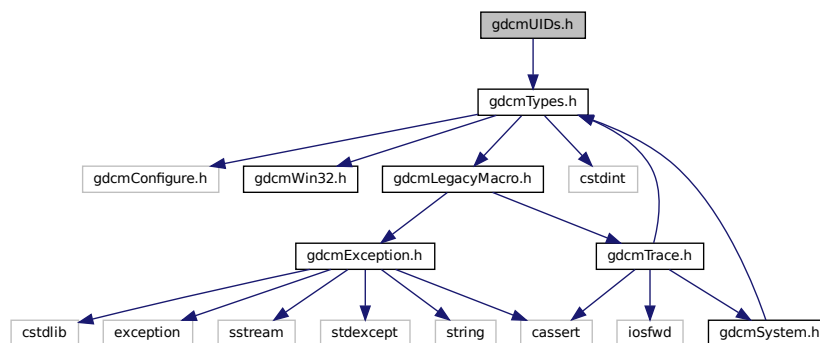 gdcmUIDs.h
gdcmTypes.h
gdcmConfigure.h
gdcmWin32.h
gdcmLegacyMacro.h
cstdint
gdcmException.h
gdcmTrace.h
cstdlib
exception
sstream
stdexcept
string
cassert
iosfwd
gdcmSystem.h